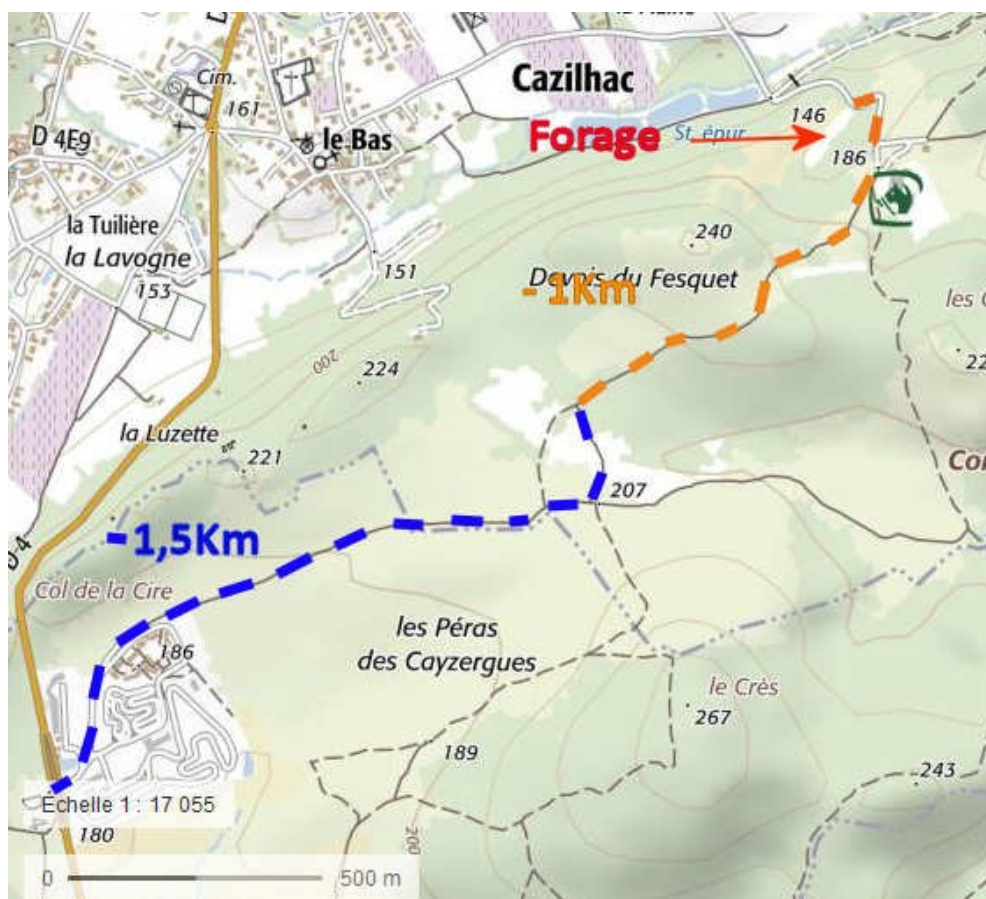 Cim.
161
Cazilhac
D 4E9
le Bas
Forage
St. épur
146
186
la Tuilière
la Lavogne
153
151
240
Devois du Fesquet
- 1Km
200
224
la Luzette
221
207
- 1,5Km
Col de la Cire
les Péras
des Cayzergues
186
le Crès
267
189
243
200
Échelle 1 : 17 055
180
0 500 m